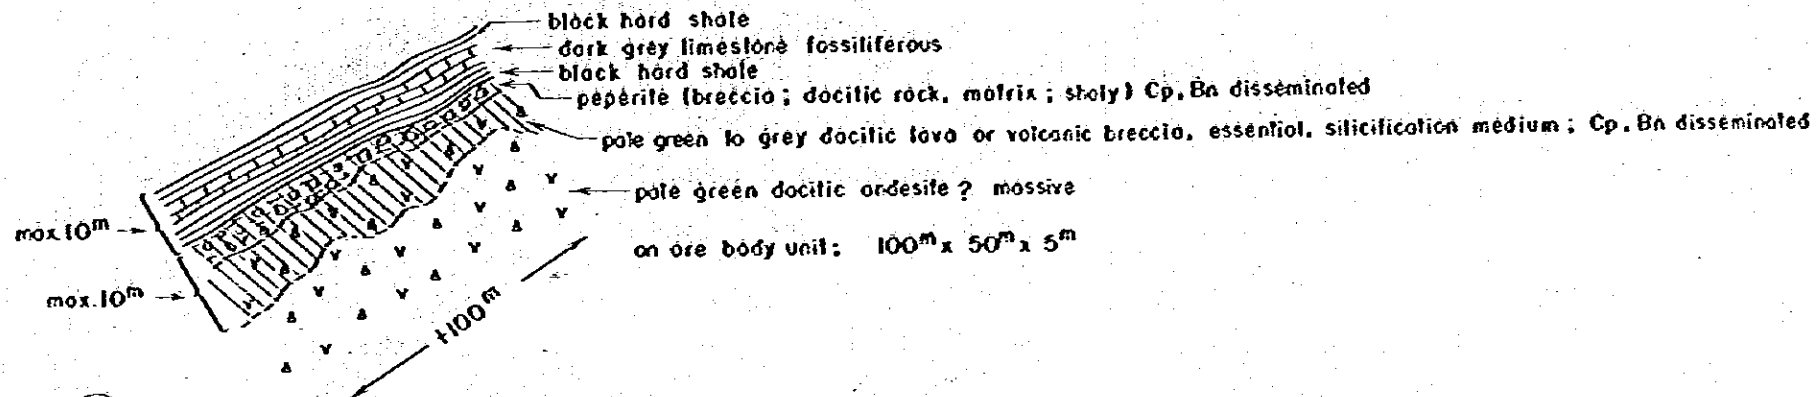 black hard shale
dark grey limestone fossiliferous
black hard shale
peperite (breccia; dacitic rock, matrix; shaly) Cp. Bn disseminated
pale green to grey dacitic lava or volcanic breccia, essential, silicification medium; Cp. Bn disseminated
pale green dacitic andesite? massive
max 10m
an ore body unit: 100m x 50m x 5m
max. 10m
+100m